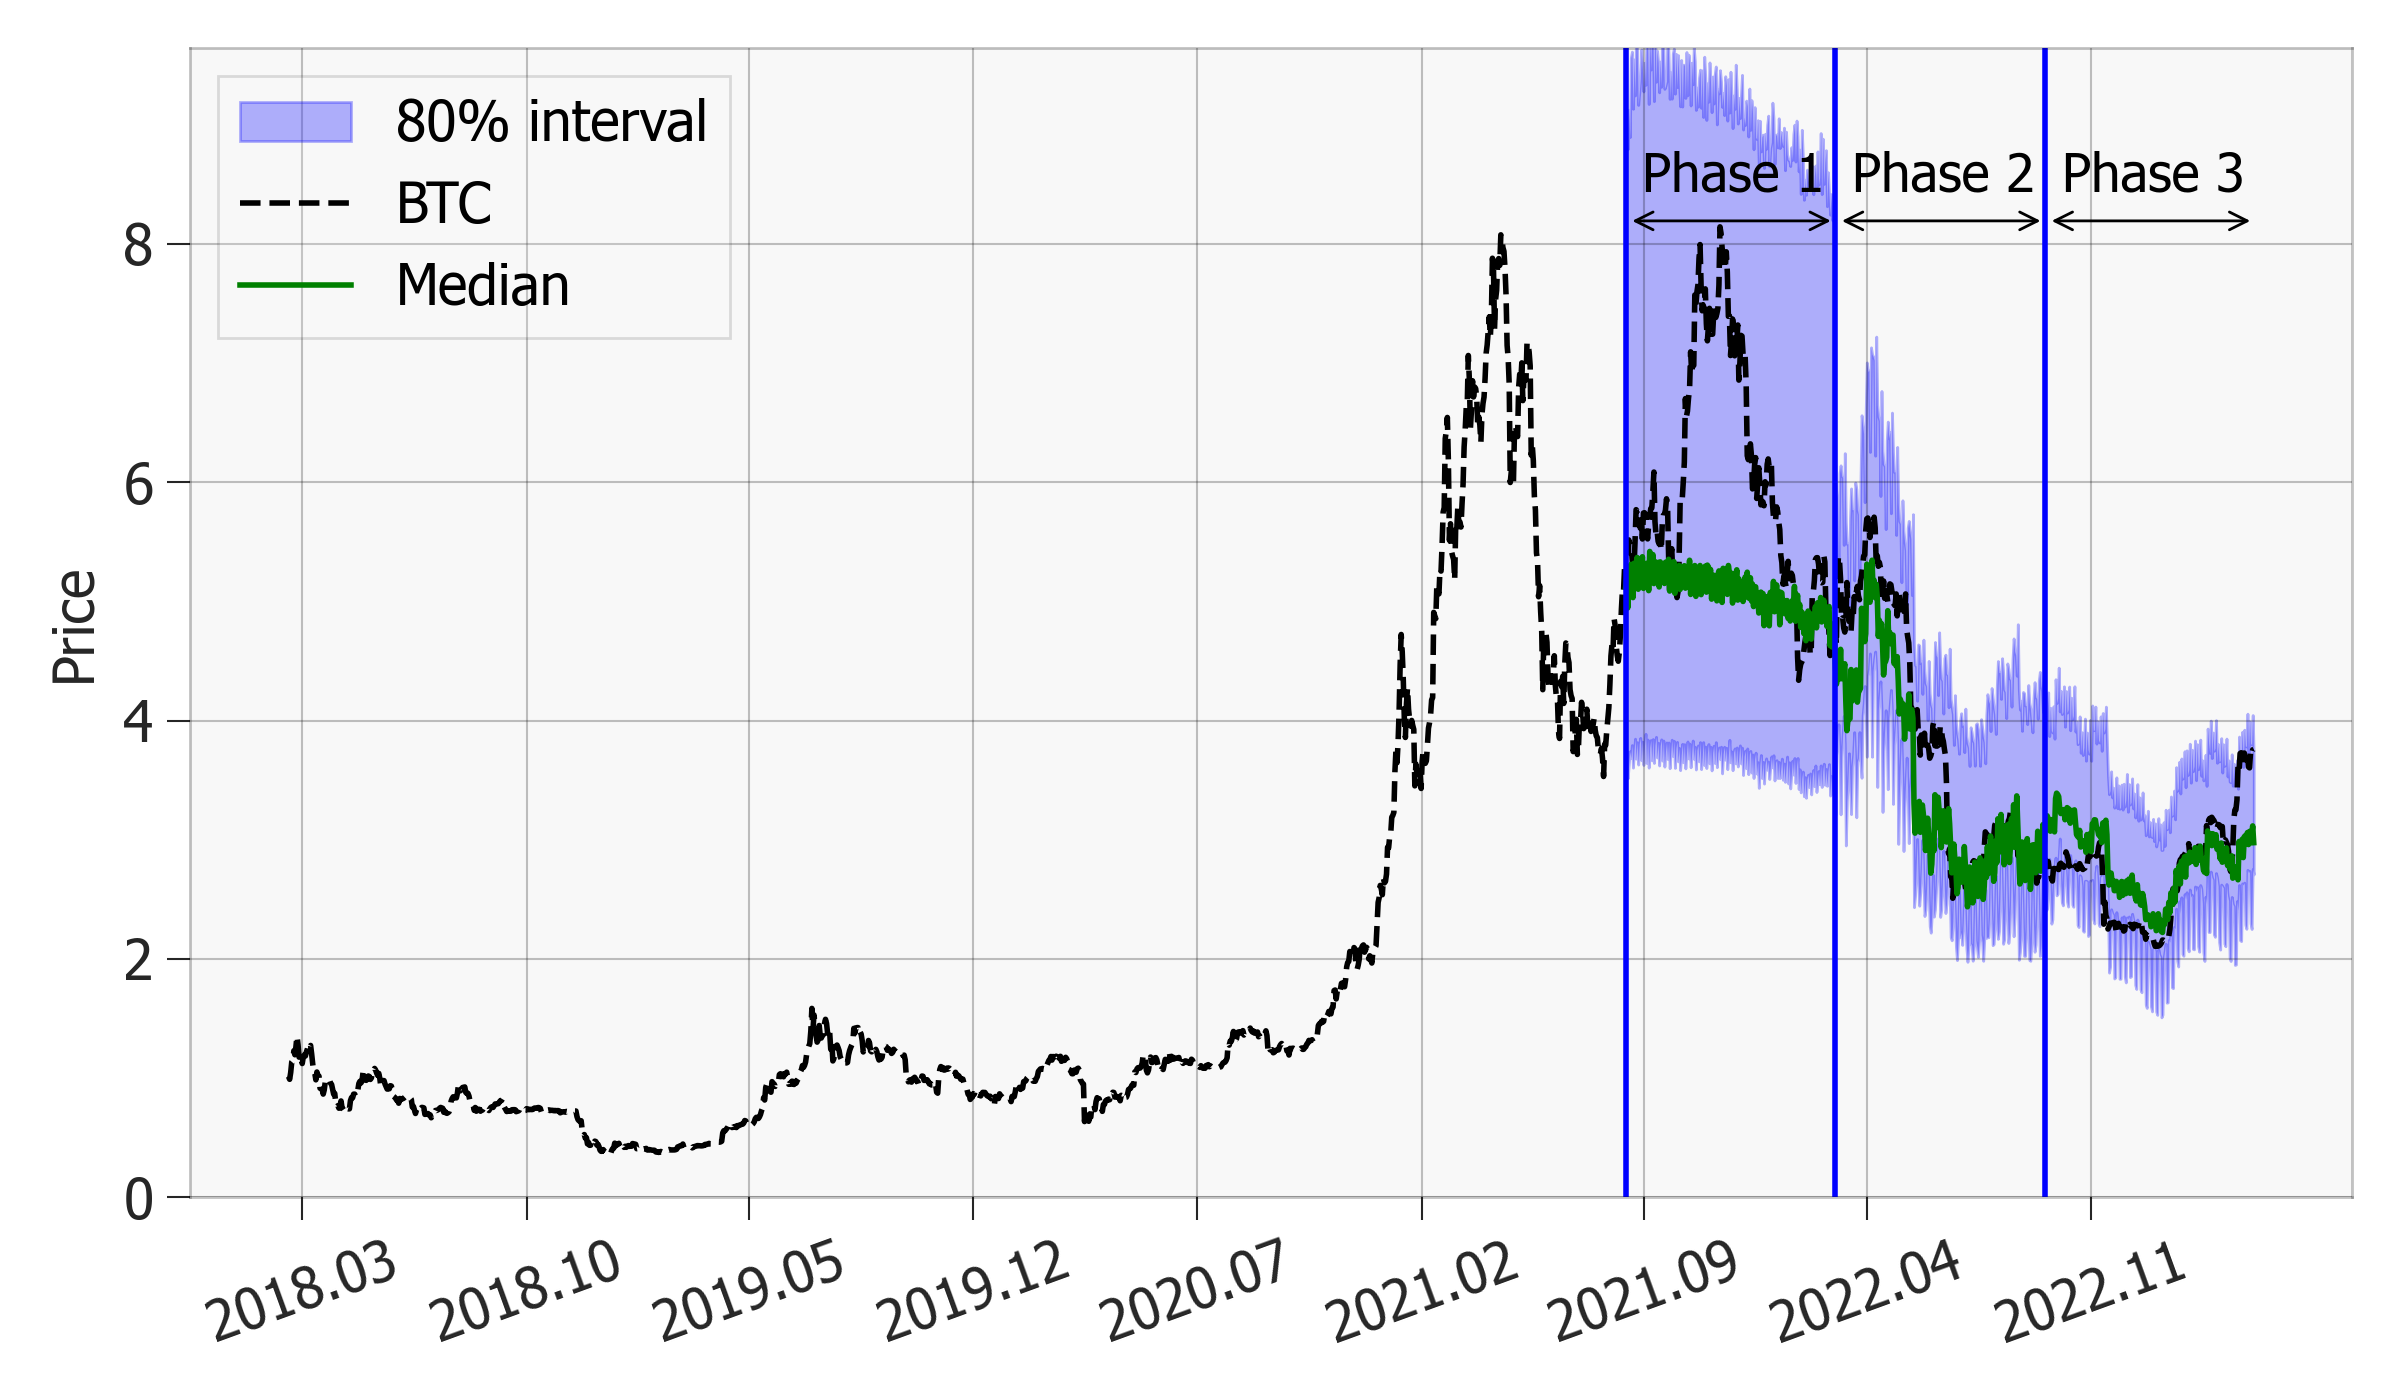 80% interval
BTC
Median
Phase 1
Phase 2
Phase 3
Price
8
6
4
2
0
2018.03
2018.10
2019.05
2019.12
2020.07
2021.02
2021.09
2022.04
2022.11